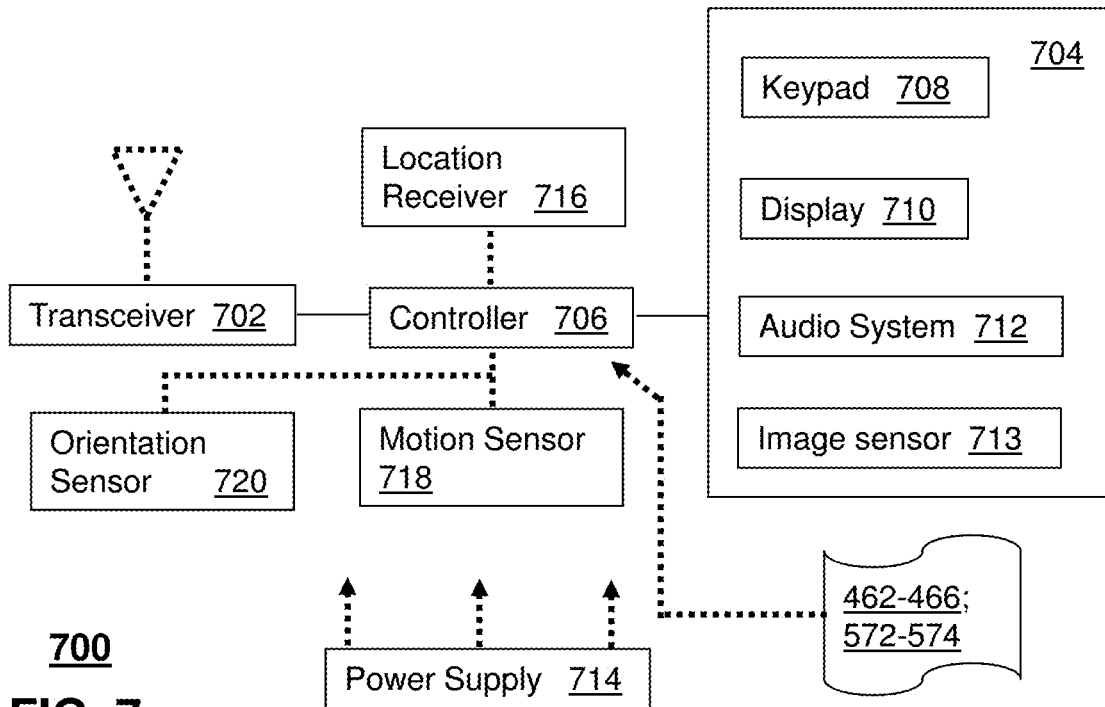 704
Keypad 708
Location
Receiver 716
Display 710
Transceiver 702
Controller 706
Audio System 712
Orientation
Sensor 720
Motion Sensor
718
Image sensor 713
462-466;
572-574
700
Power Supply 714
FIG. 7